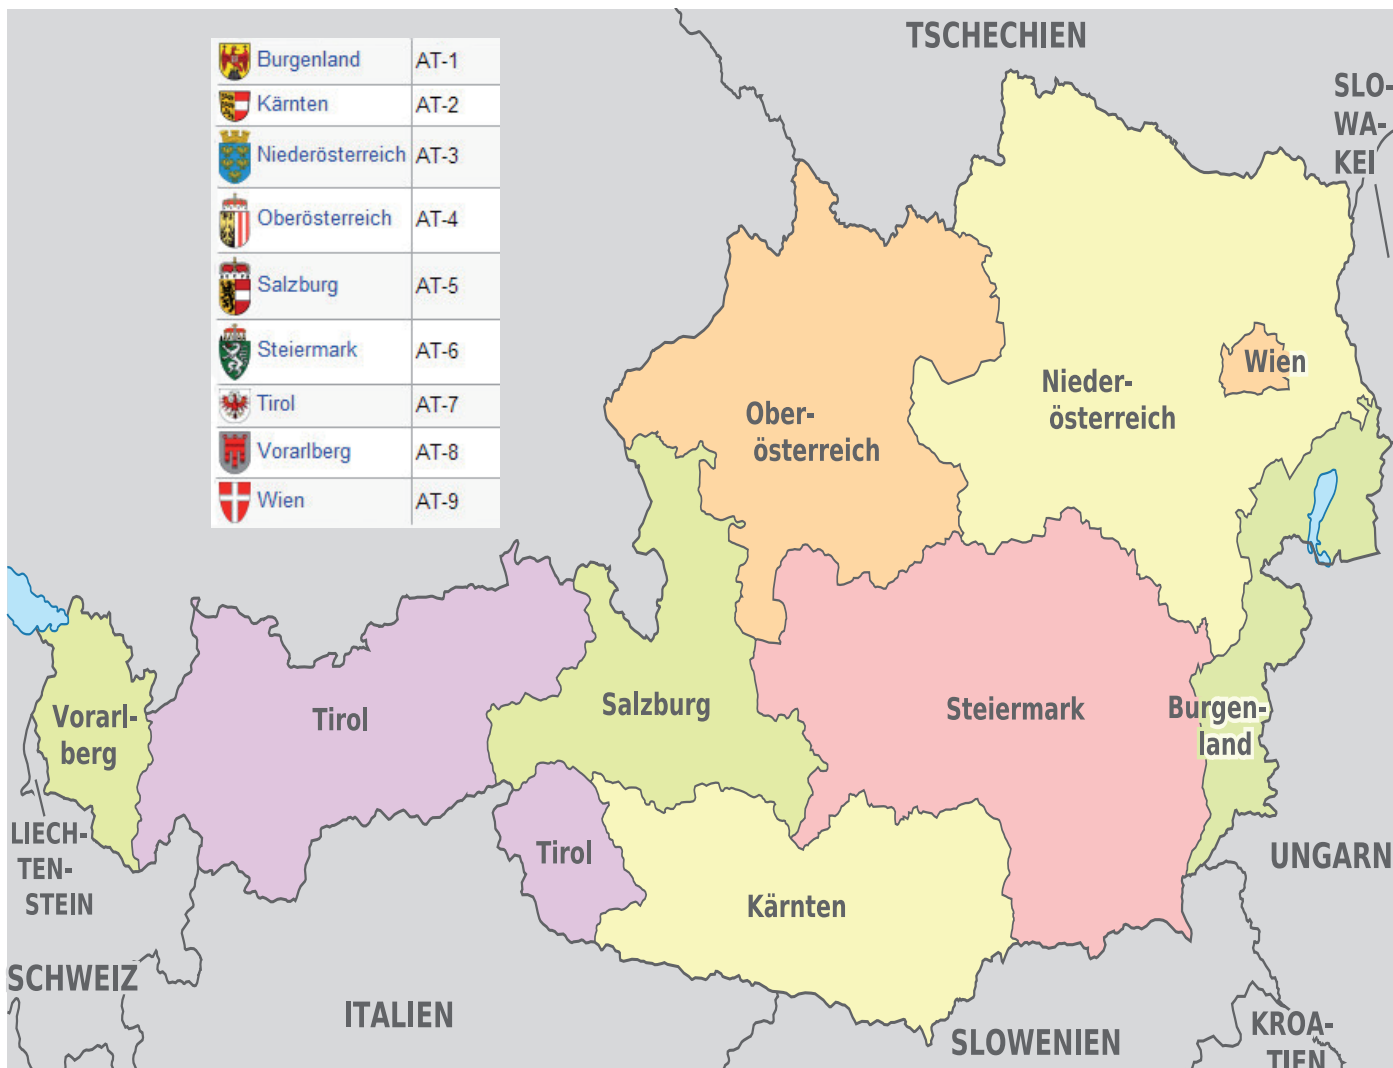 Burgenland AT-1
Kärnten AT-2
Niederösterreich AT-3
Oberösterreich AT-4
Salzburg AT-5
Steiermark AT-6
Tirol AT-7
Vorarlberg AT-8
Wien AT-9
TSCHECHIEN
SLO-
WA-
KEI
Wien
Nieder-
österreich
Ober-
österreich
Salzburg
Steiermark
Burgen-
land
Tirol
Vorarl-
berg
Tirol
Kärnten
LIECH-
TEN-
STEIN
UNGARN
SCHWEIZ
ITALIEN
SLOWENIEN
KROA-
TIEN